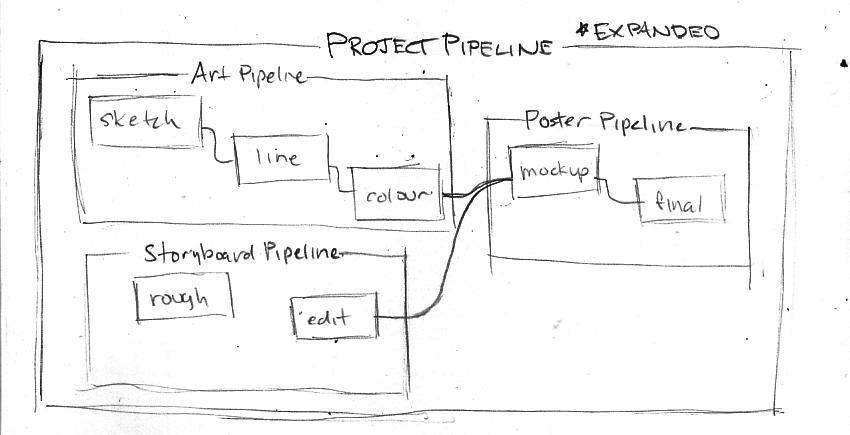 PROJECT PIPELINE *EXPANDED
Art Pipeline
sketch
line
colour
Poster Pipeline
mockup
final
Storyboard Pipeline
rough
edit